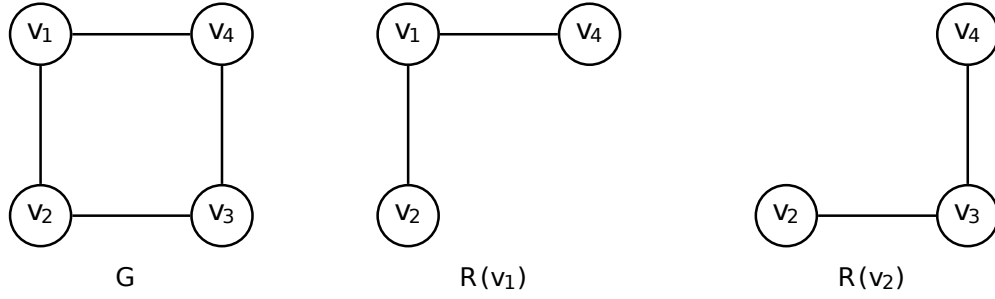 v₁ v₄ v₁ v₄ v₄
v₂ v₃ v₂ v₂ v₃
G R(v₁) R(v₂)